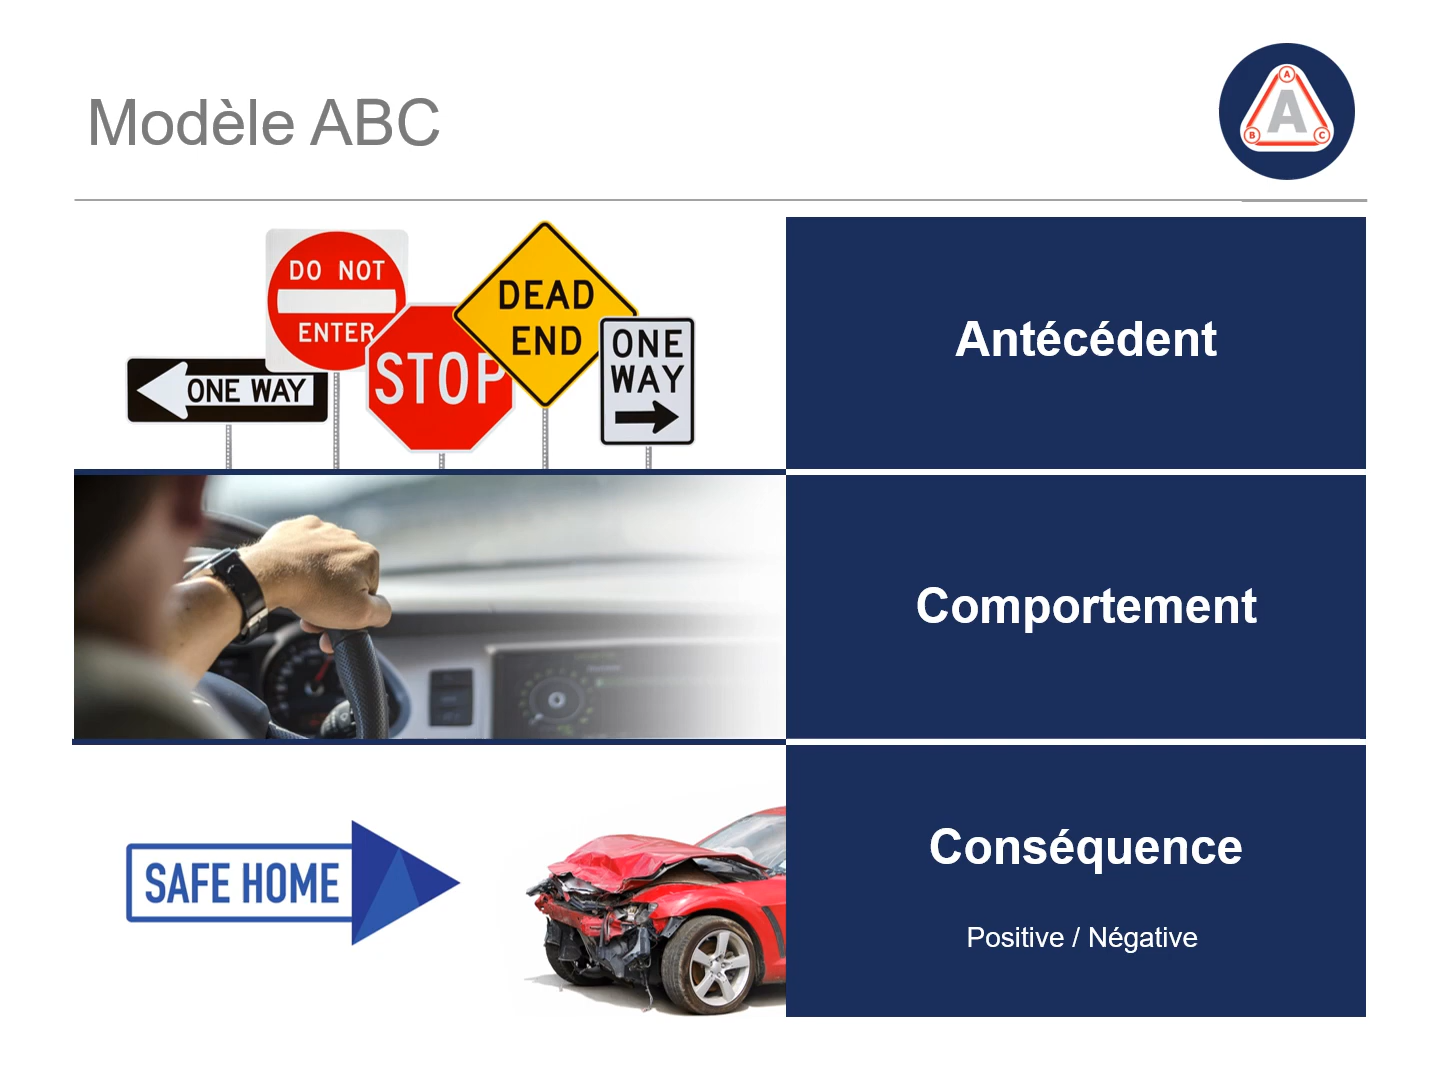 Modèle ABC
A
A
B
C
DO NOT
ENTER
DEAD
END
ONE
WAY
STOP
ONE WAY
Antécédent
Comportement
SAFE HOME
Conséquence
Positive / Négative